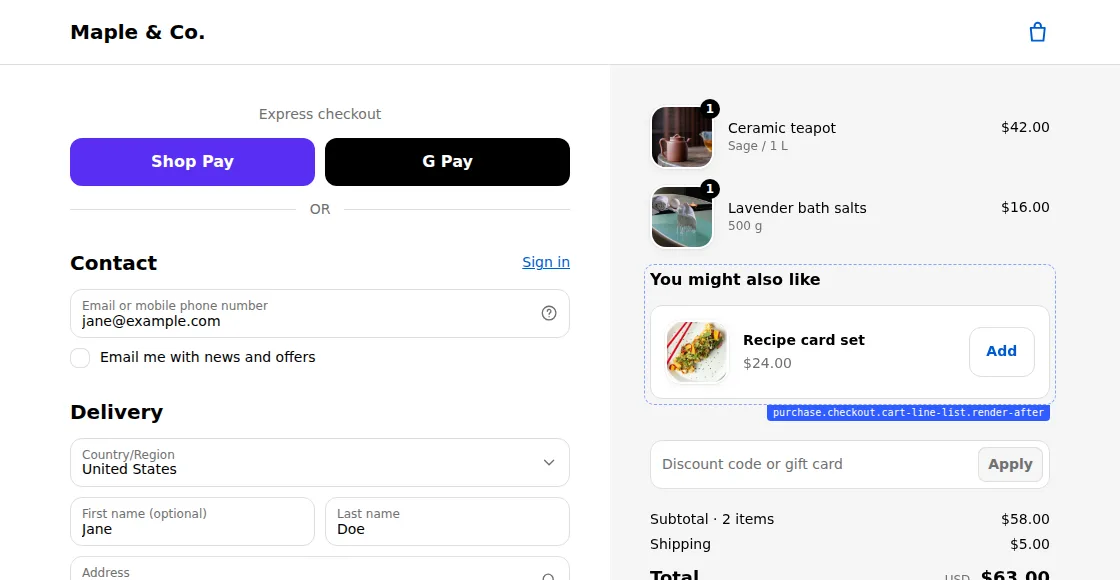 Maple & Co.
Express checkout
Shop Pay
G Pay
OR
Contact
Sign in
Email or mobile phone number
jane@example.com
Email me with news and offers
Delivery
Country/Region
United States
First name (optional)
Jane
Last name
Doe
Address
1
Ceramic teapot
Sage / 1 L
$42.00
1
Lavender bath salts
500 g
$16.00
You might also like
Recipe card set
$24.00
Add
purchase.checkout.cart-line-list.render-after
Discount code or gift card
Apply
Subtotal · 2 items
$58.00
Shipping
$5.00
Total
USD
$63.00